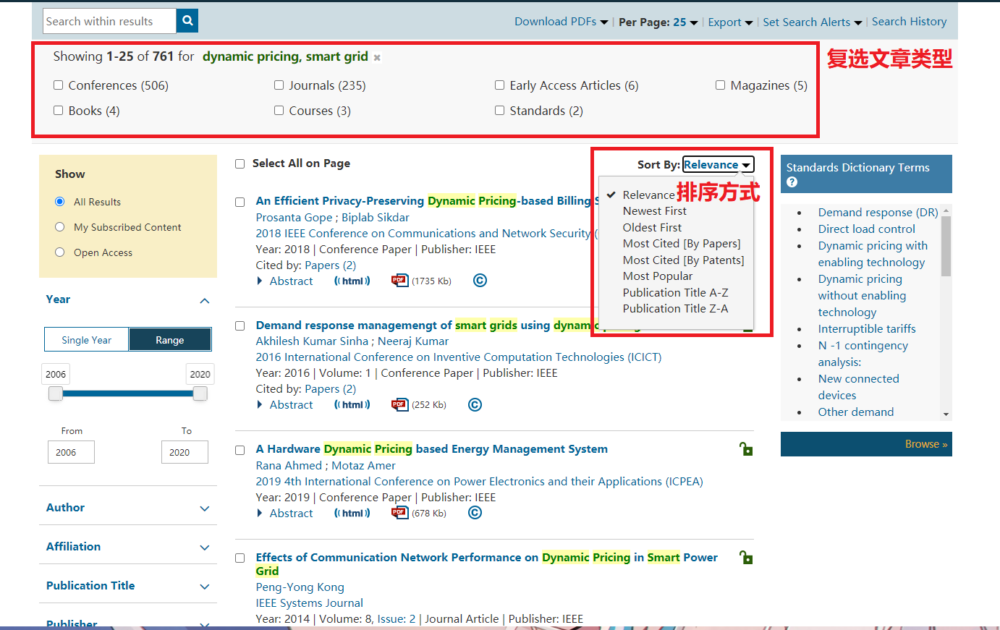 Search within results
Download PDFs | Per Page: 25 | Export | Set Search Alerts | Search History
Showing 1-25 of 761 for dynamic pricing, smart grid ×
复选文章类型
Conferences (506) Journals (235) Early Access Articles (6) Magazines (5)
Books (4) Courses (3) Standards (2)
Show
All Results
My Subscribed Content
Open Access
Year
Single Year Range
2006 2020
From To
2006 2020
Author
Affiliation
Publication Title
Publisher
Select All on Page
Sort By: Relevance
排序方式
Relevance
Newest First
Oldest First
Most Cited [By Papers]
Most Cited [By Patents]
Most Popular
Publication Title A-Z
Publication Title Z-A
An Efficient Privacy-Preserving Dynamic Pricing-based Billing
Prosanta Gope ; Biplab Sikdar
2018 IEEE Conference on Communications and Network Security (
Year: 2018 | Conference Paper | Publisher: IEEE
Cited by: Papers (2)
Abstract ((html)) PDF (1735 Kb) ©
Demand response managemengt of smart grids using dynamic
Akhilesh Kumar Sinha ; Neeraj Kumar
2016 International Conference on Inventive Computation Technologies (ICICT)
Year: 2016 | Volume: 1 | Conference Paper | Publisher: IEEE
Cited by: Papers (2)
Abstract ((html)) PDF (252 Kb) ©
A Hardware Dynamic Pricing based Energy Management System
Rana Ahmed ; Motaz Amer
2019 4th International Conference on Power Electronics and their Applications (ICPEA)
Year: 2019 | Conference Paper | Publisher: IEEE
Abstract ((html)) PDF (678 Kb) ©
Effects of Communication Network Performance on Dynamic Pricing in Smart Power
Grid
Peng-Yong Kong
IEEE Systems Journal
Year: 2014 | Volume: 8, Issue: 2 | Journal Article | Publisher: IEEE
Standards Dictionary Terms
?
Demand response (DR)
Direct load control
Dynamic pricing with
enabling technology
Dynamic pricing
without enabling
technology
Interruptible tariffs
N -1 contingency
analysis:
New connected
devices
Other demand
Browse »